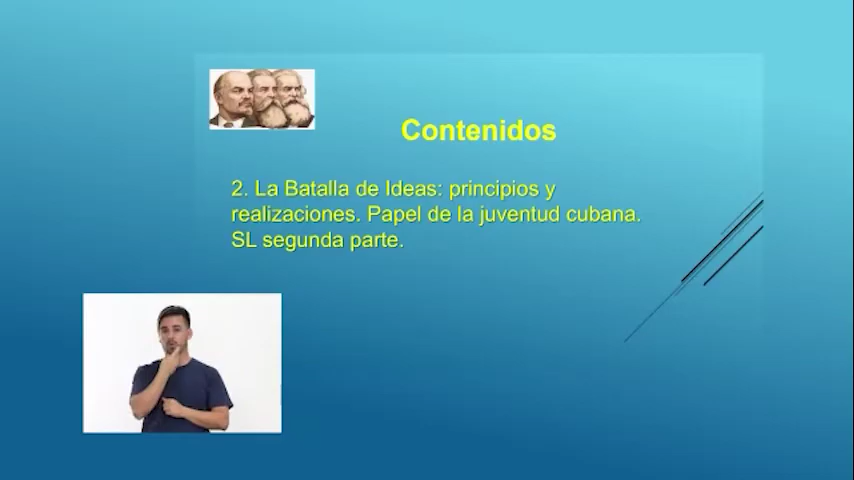 Contenidos
2. La Batalla de Ideas: principios y
realizaciones. Papel de la juventud cubana.
SL segunda parte.